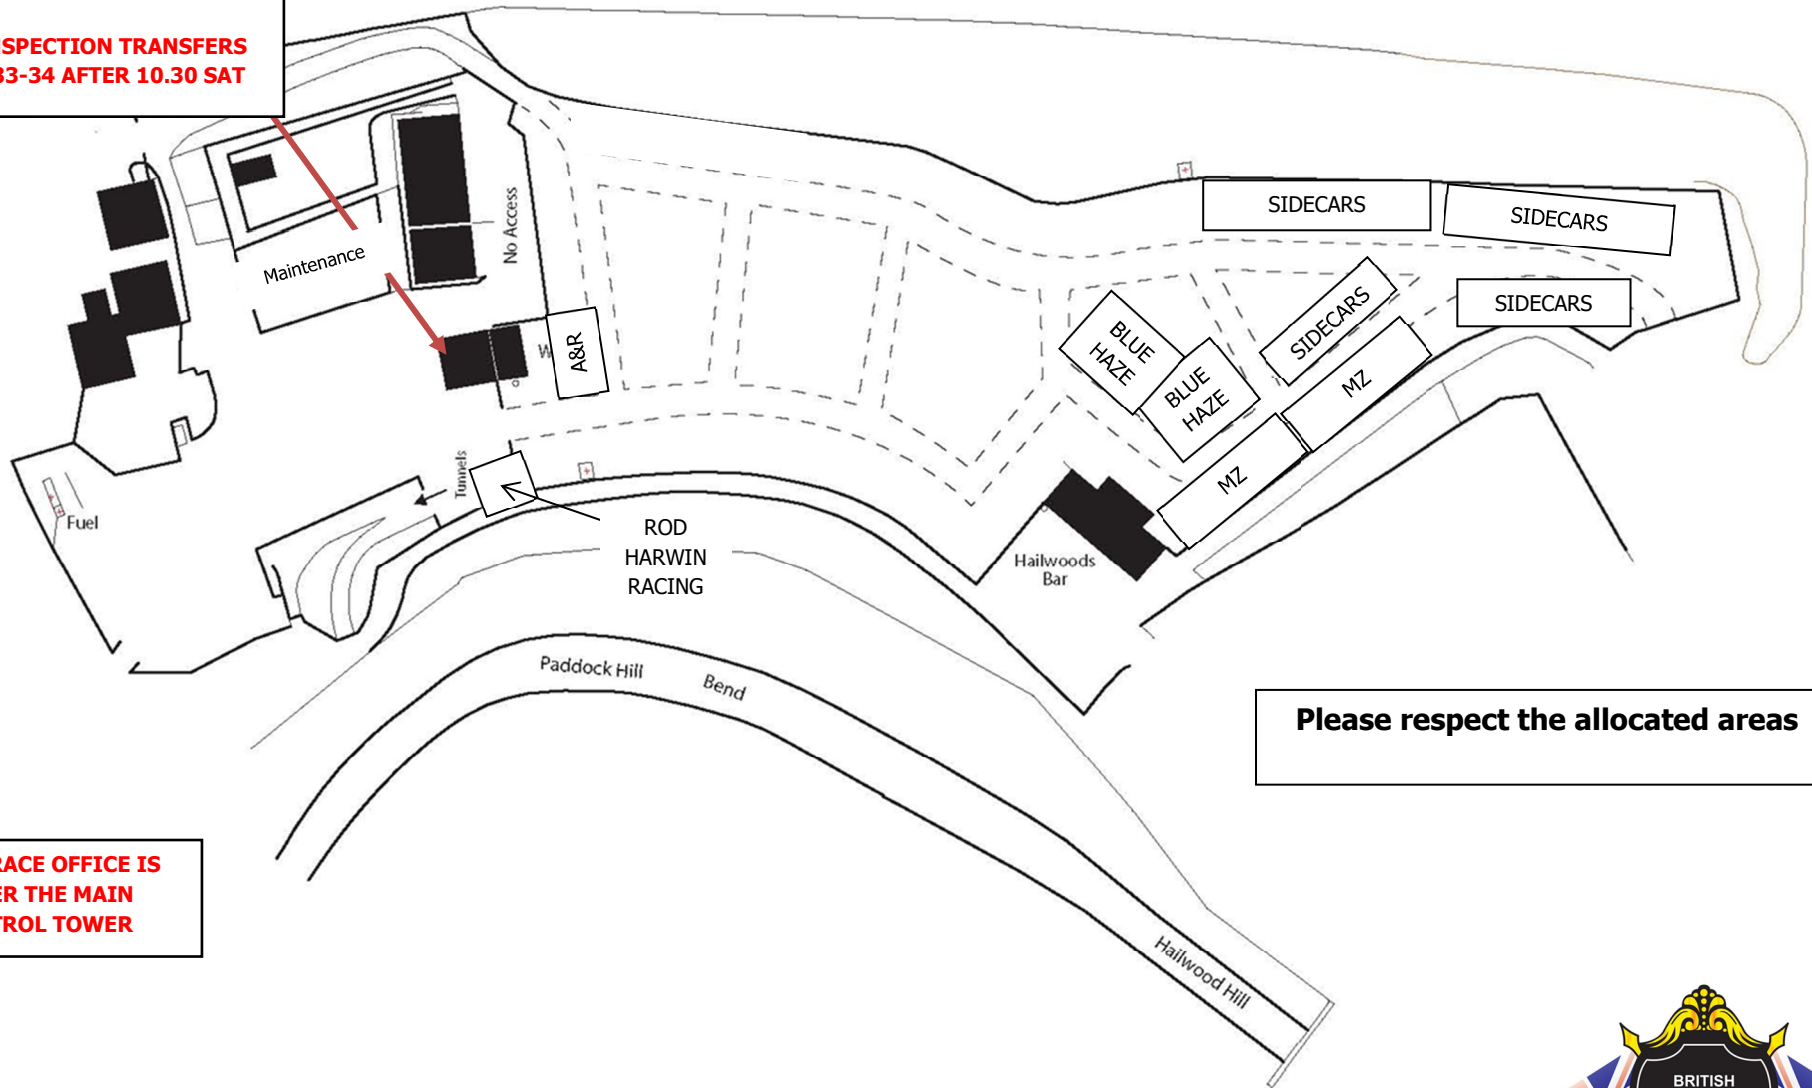 NSPECTION TRANSFERS
33-34 AFTER 10.30 SAT
Maintenance
No Access
W
A&R
SIDECARS
SIDECARS
SIDECARS
SIDECARS
BLUE
HAZE
BLUE
HAZE
MZ
MZ
Tunnels
Fuel
ROD
HARWIN
RACING
Hailwoods
Bar
Paddock Hill Bend
Please respect the allocated areas
RACE OFFICE IS
ER THE MAIN
TROL TOWER
Hailwood Hill
BRITISH